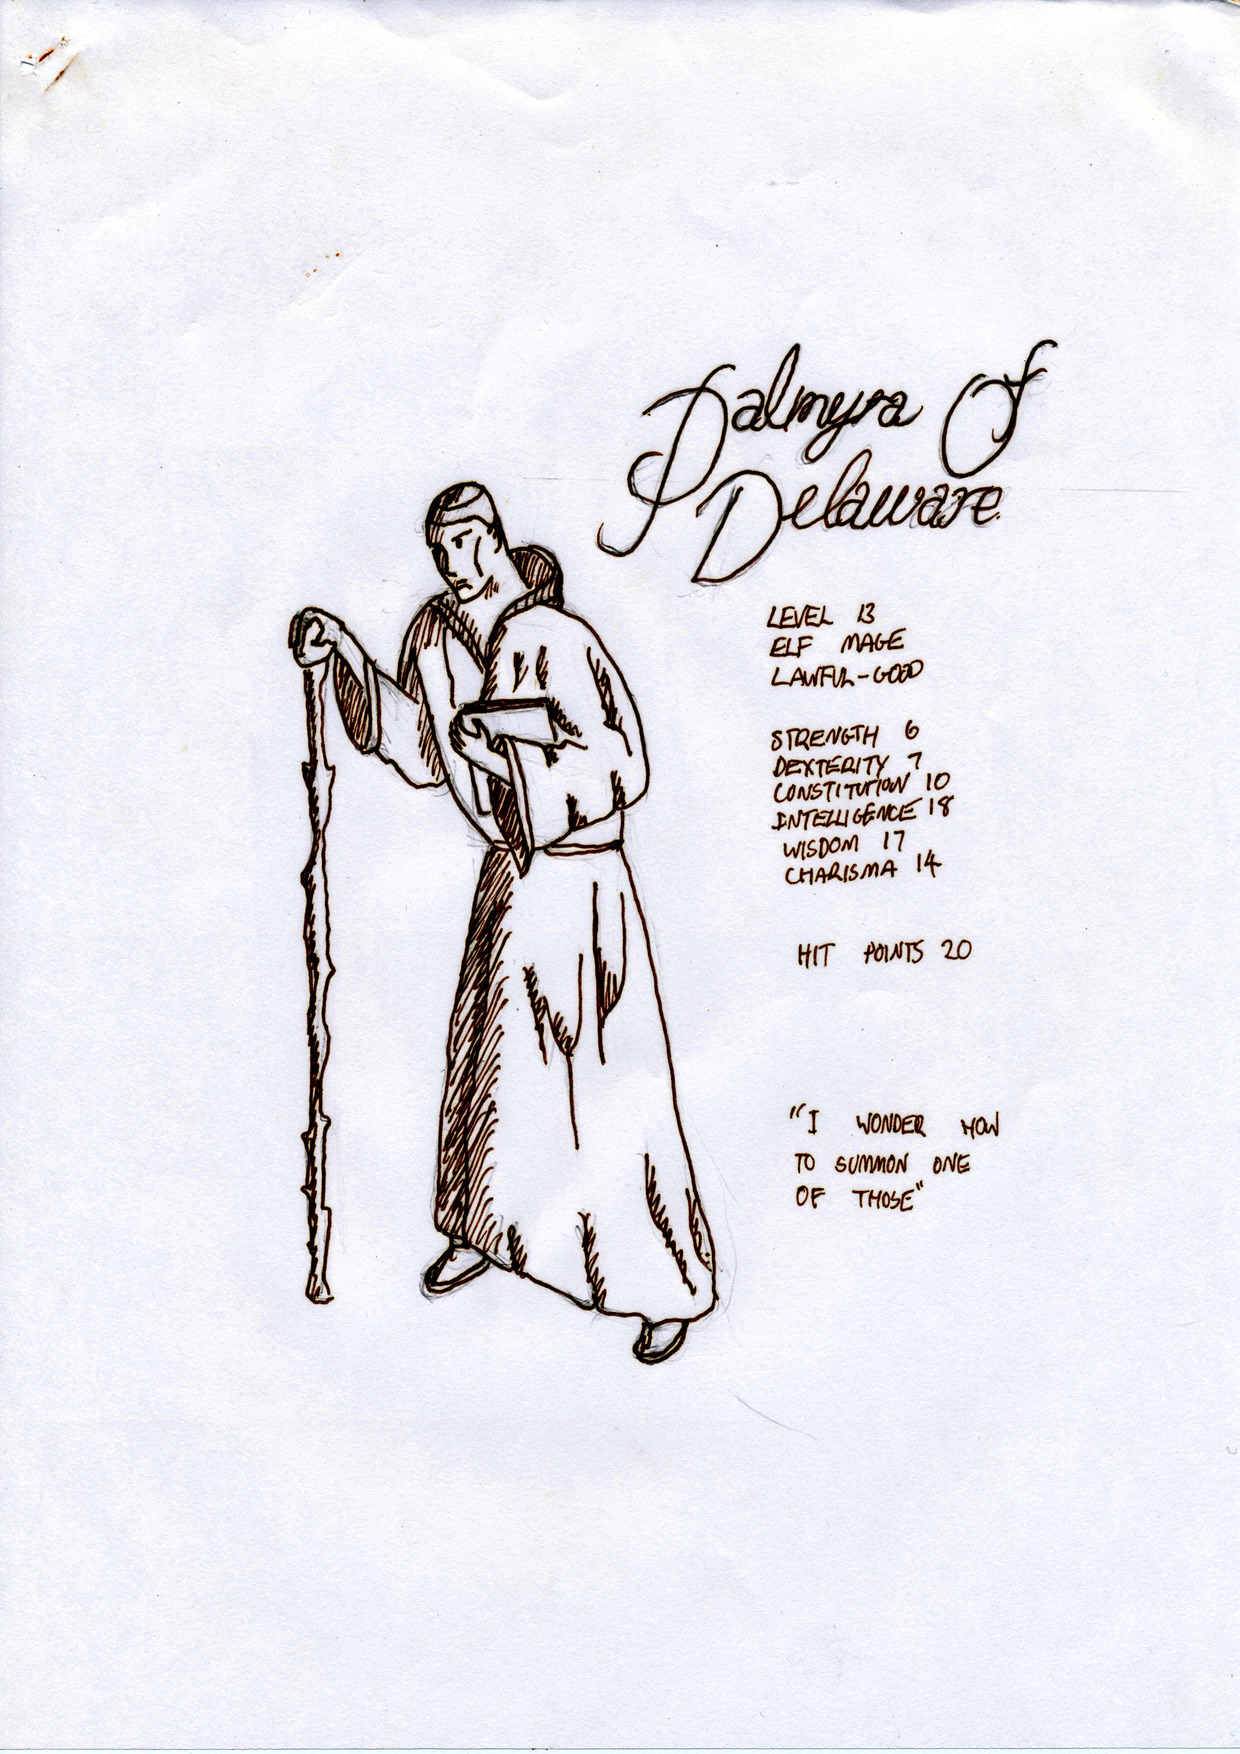 Palmyra Of
Delaware.
LEVEL 13
ELF MAGE
LAWFUL-GOOD
STRENGTH 6
DEXTERITY 7
CONSTITUTION 10
INTELLIGENCE 18
WISDOM 17
CHARISMA 14
HIT POINTS 20
"I WONDER HOW
TO SUMMON ONE
OF THOSE"